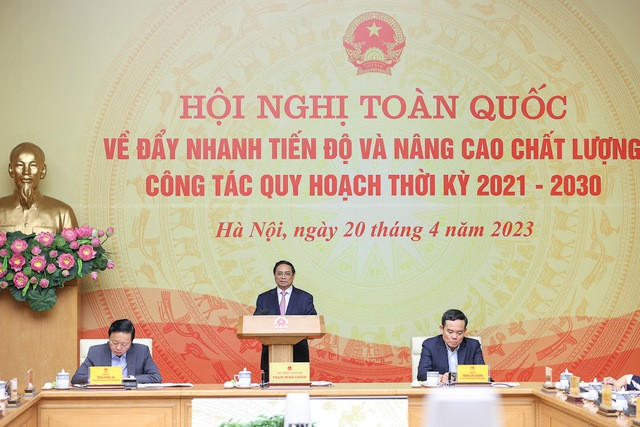 HỘI NGHỊ TOÀN QUỐC
VỀ ĐẨY NHANH TIẾN ĐỘ VÀ NÂNG CAO CHẤT LƯỢNG
CÔNG TÁC QUY HOẠCH THỜI KỲ 2021 - 2030
Hà Nội, ngày 20 tháng 4 năm 2023